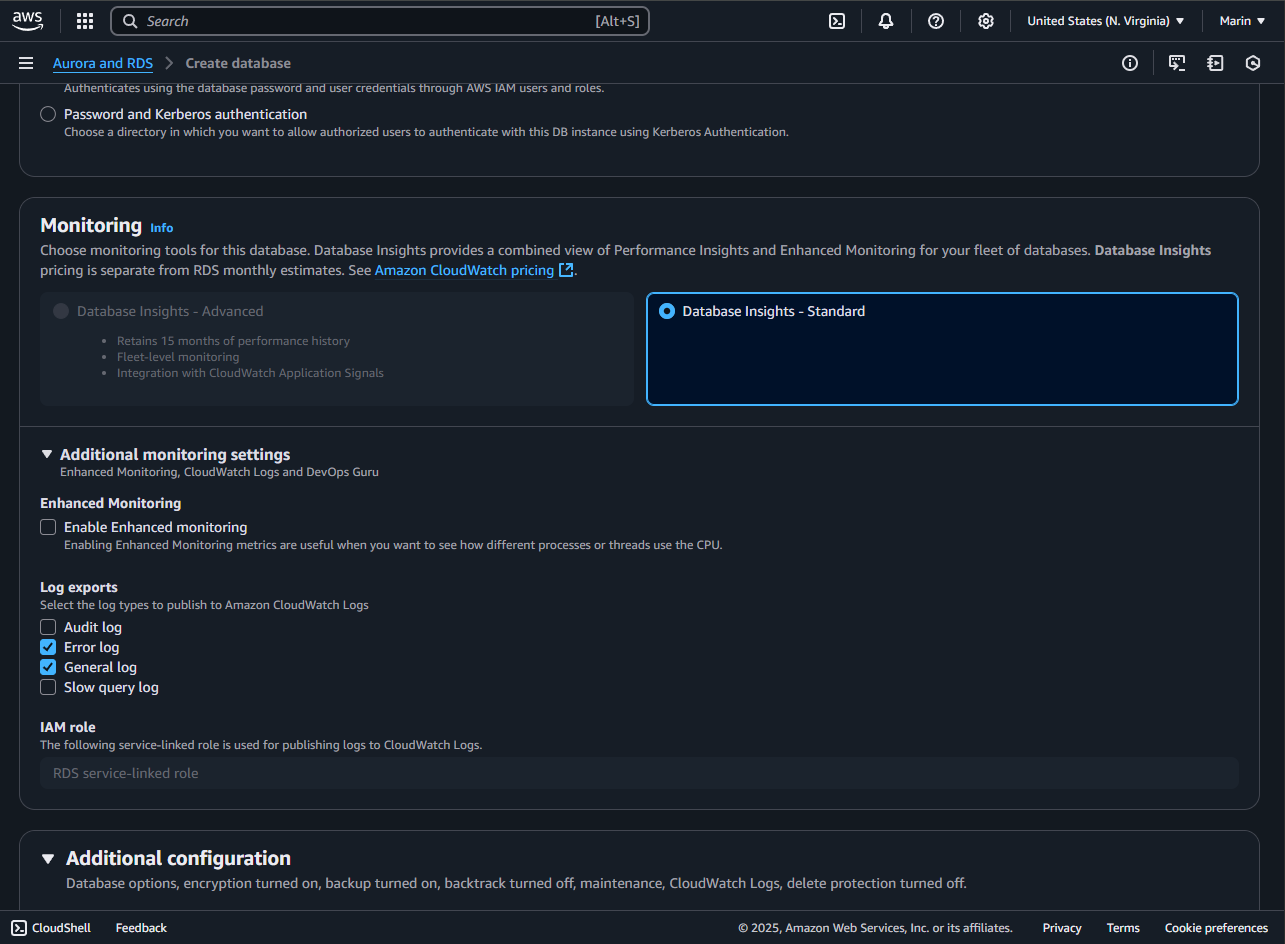 aws
Search [Alt+S]
United States (N. Virginia)
Marin
Aurora and RDS > Create database
Authenticates using the database password and user credentials through AWS IAM users and roles.
Password and Kerberos authentication
Choose a directory in which you want to allow authorized users to authenticate with this DB instance using Kerberos Authentication.
Monitoring Info
Choose monitoring tools for this database. Database Insights provides a combined view of Performance Insights and Enhanced Monitoring for your fleet of databases. Database Insights
pricing is separate from RDS monthly estimates. See Amazon CloudWatch pricing.
Database Insights - Advanced
• Retains 15 months of performance history
• Fleet-level monitoring
• Integration with CloudWatch Application Signals
Database Insights - Standard
Additional monitoring settings
Enhanced Monitoring, CloudWatch Logs and DevOps Guru
Enhanced Monitoring
Enable Enhanced monitoring
Enabling Enhanced Monitoring metrics are useful when you want to see how different processes or threads use the CPU.
Log exports
Select the log types to publish to Amazon CloudWatch Logs
Audit log
Error log
General log
Slow query log
IAM role
The following service-linked role is used for publishing logs to CloudWatch Logs.
RDS service-linked role
Additional configuration
Database options, encryption turned on, backup turned on, backtrack turned off, maintenance, CloudWatch Logs, delete protection turned off.
CloudShell
Feedback
© 2025, Amazon Web Services, Inc. or its affiliates.
Privacy
Terms
Cookie preferences